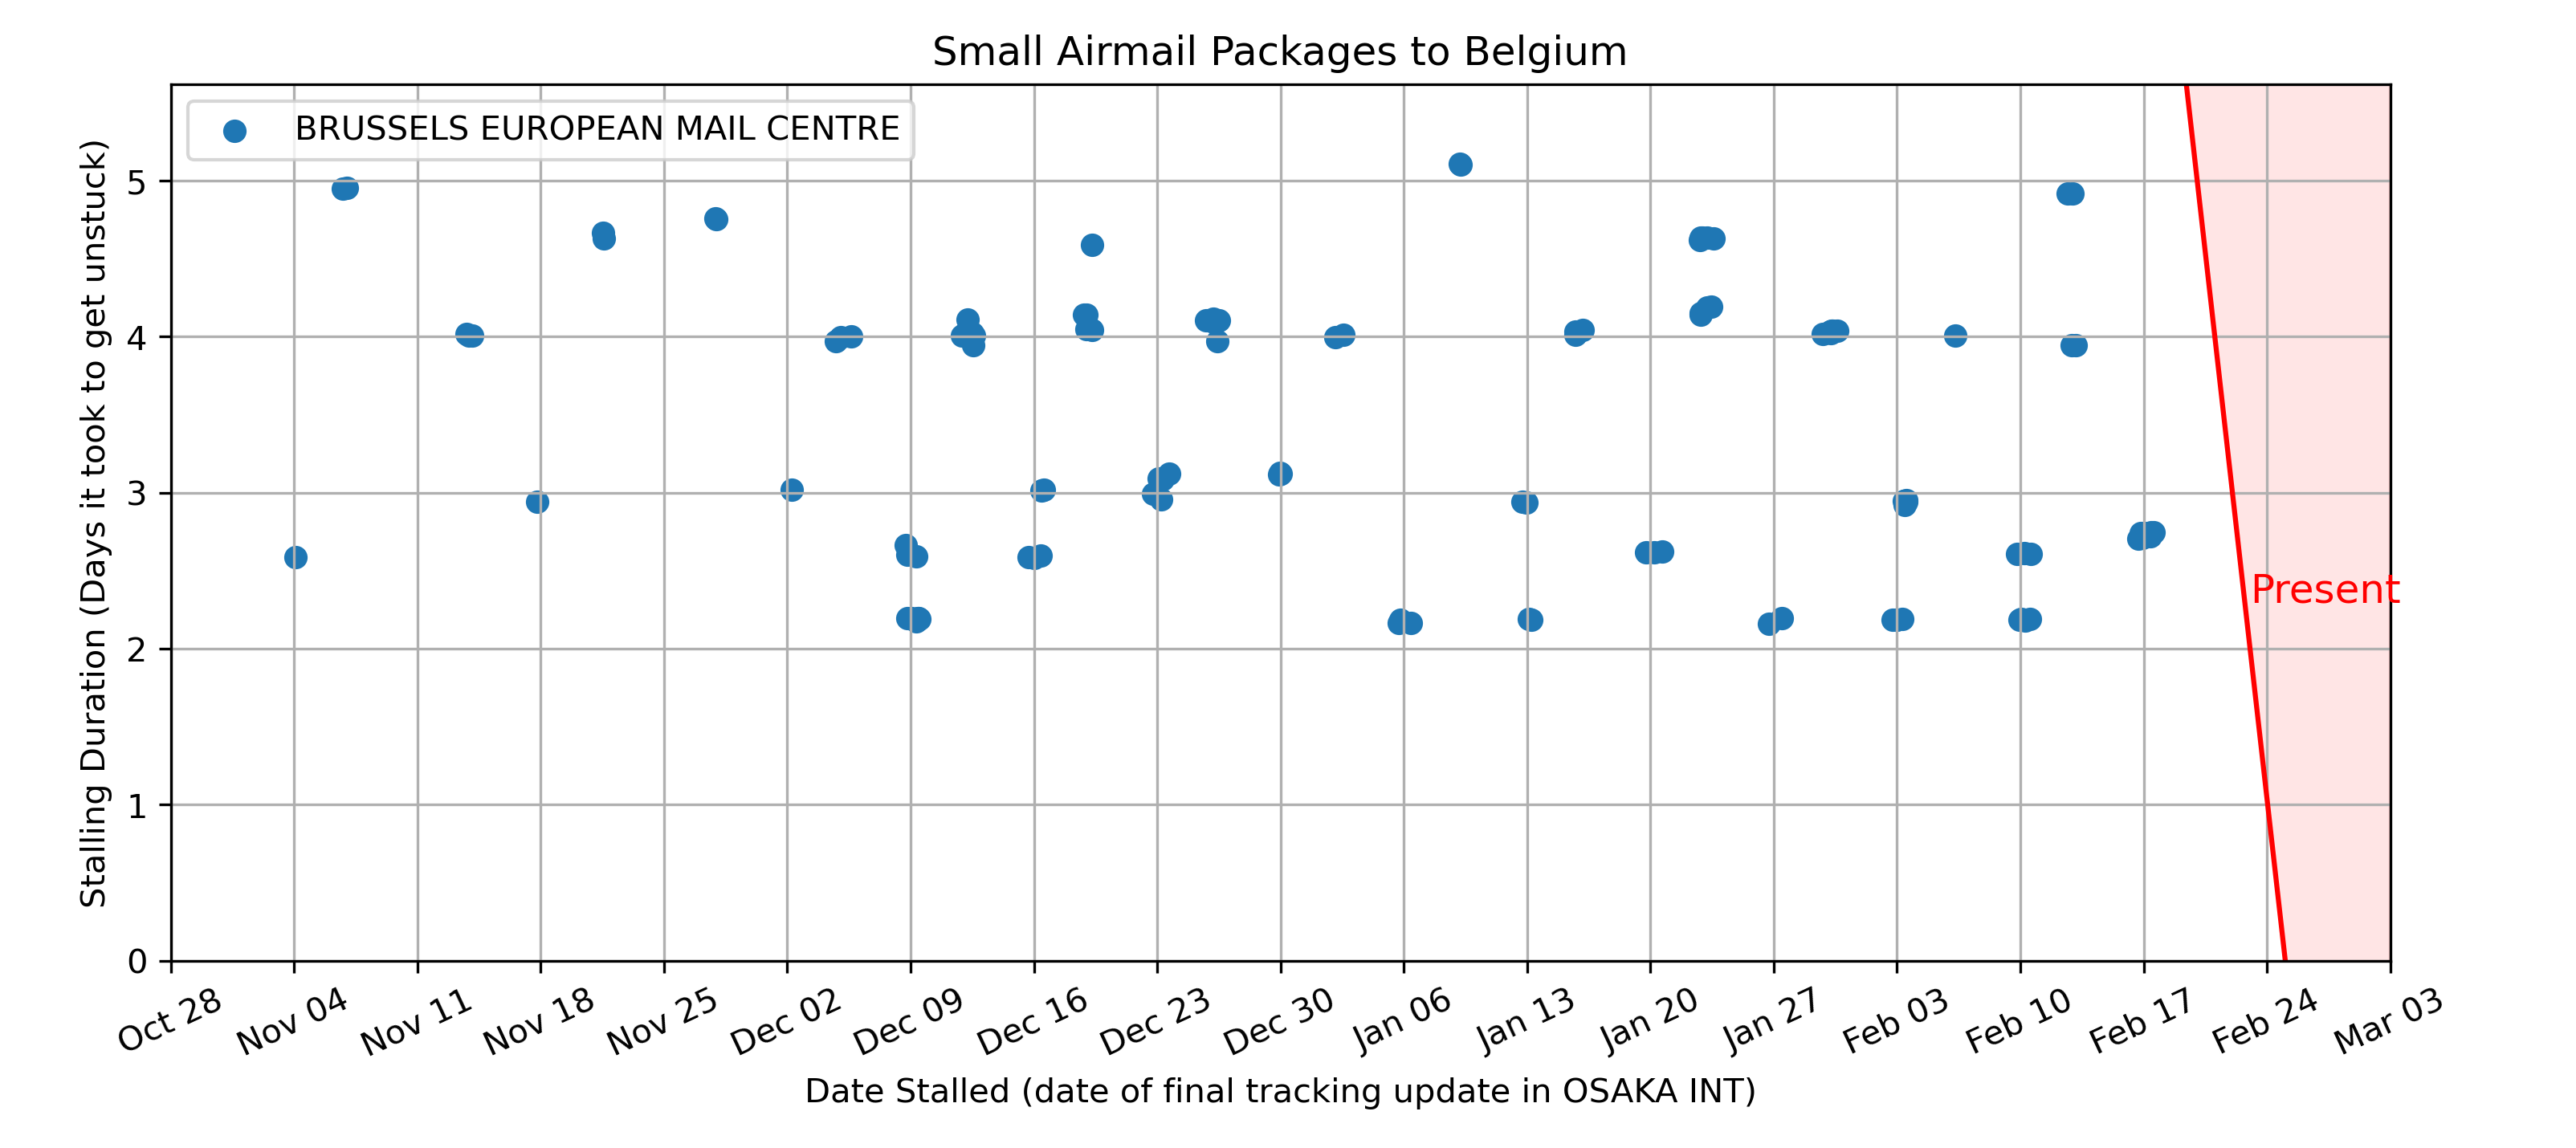 Small Airmail Packages to Belgium
BRUSSELS EUROPEAN MAIL CENTRE
Stalling Duration (Days it took to get unstuck)
5
4
3
2
1
0
Present
Oct 28
Nov 04
Nov 11
Nov 18
Nov 25
Dec 02
Dec 09
Dec 16
Dec 23
Dec 30
Jan 06
Jan 13
Jan 20
Jan 27
Feb 03
Feb 10
Feb 17
Feb 24
Mar 03
Date Stalled (date of final tracking update in OSAKA INT)